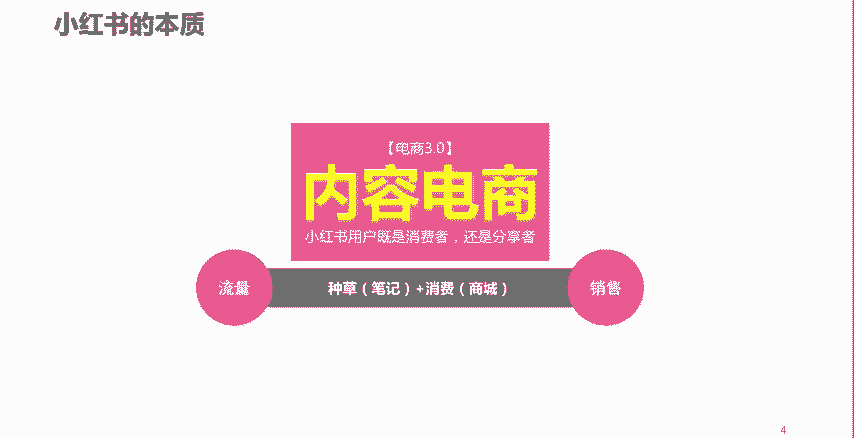 小红书的本质
【电商3.0】
内容电商
小红书用户既是消费者，还是分享者
流量
种草（笔记）+消费（商城）
销售
4